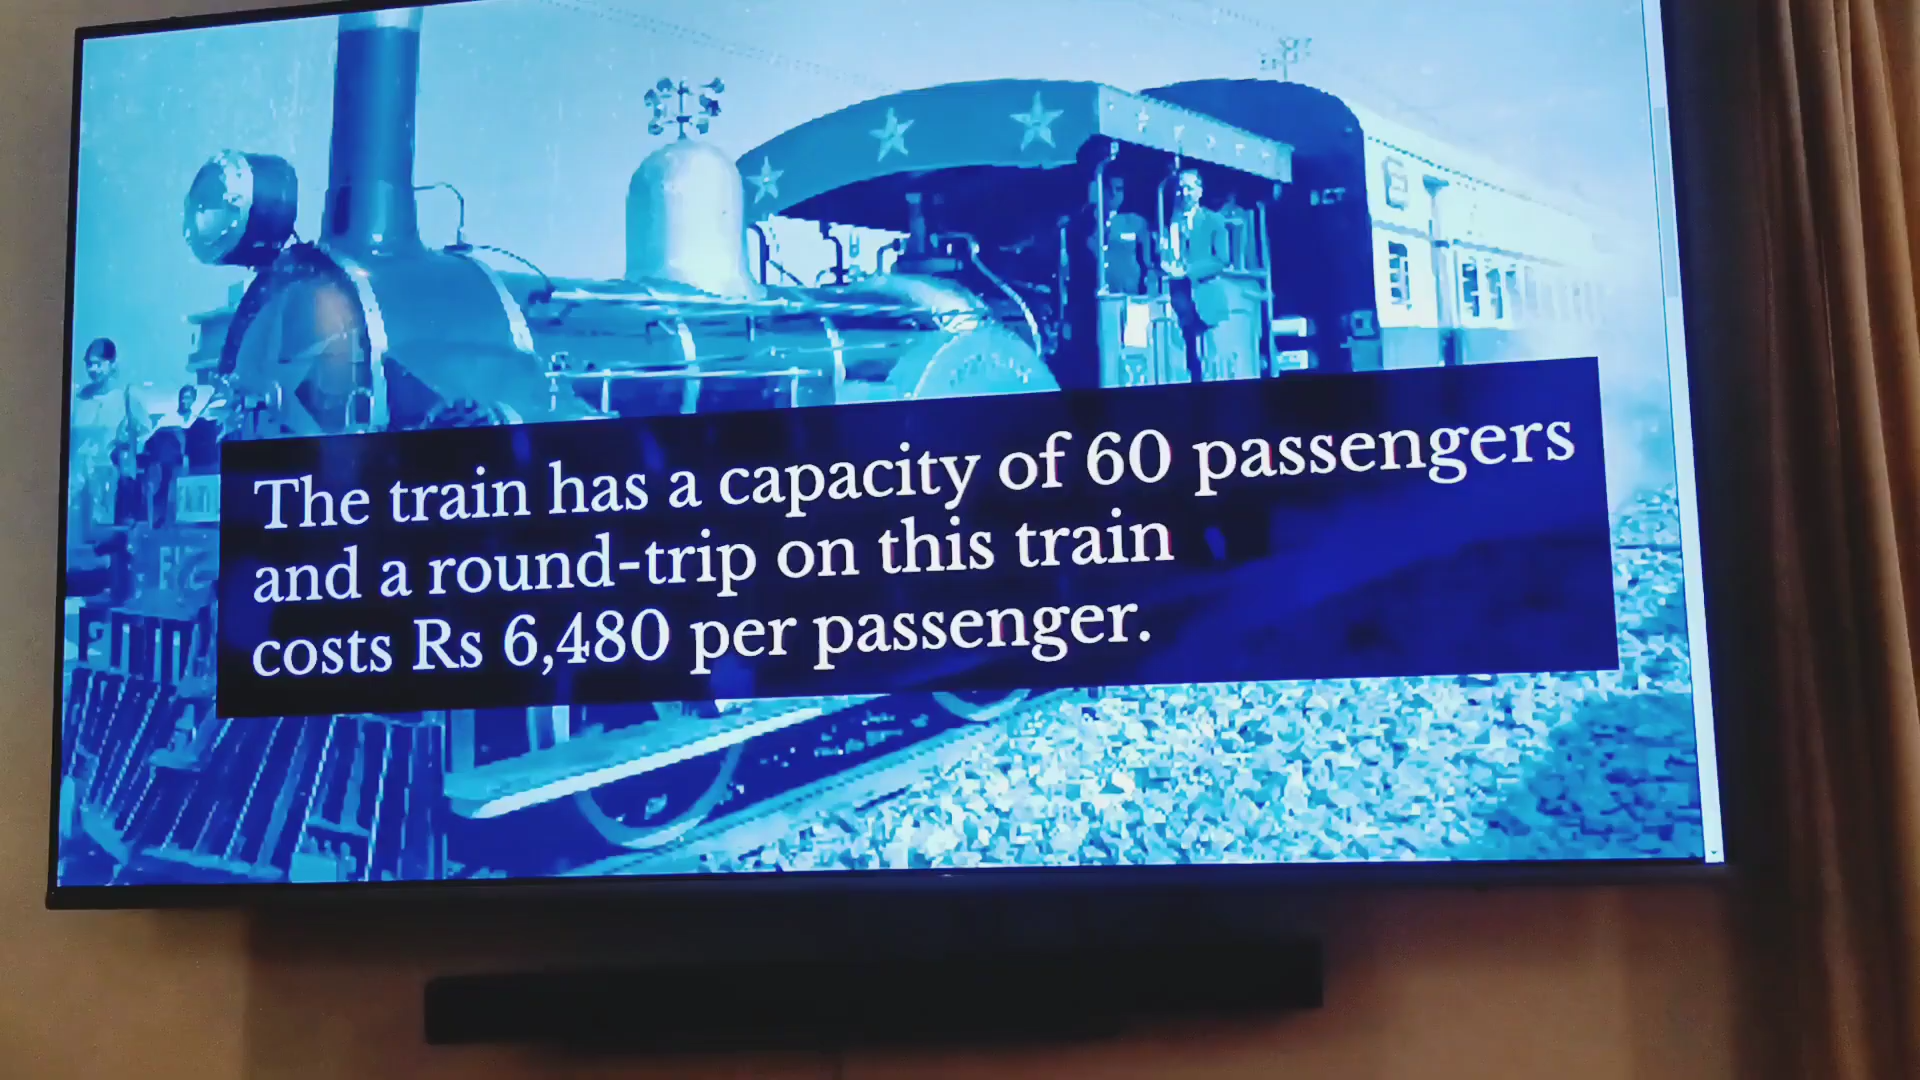 The train has a capacity of 60 passengers
and a round-trip on this train
costs Rs 6,480 per passenger.